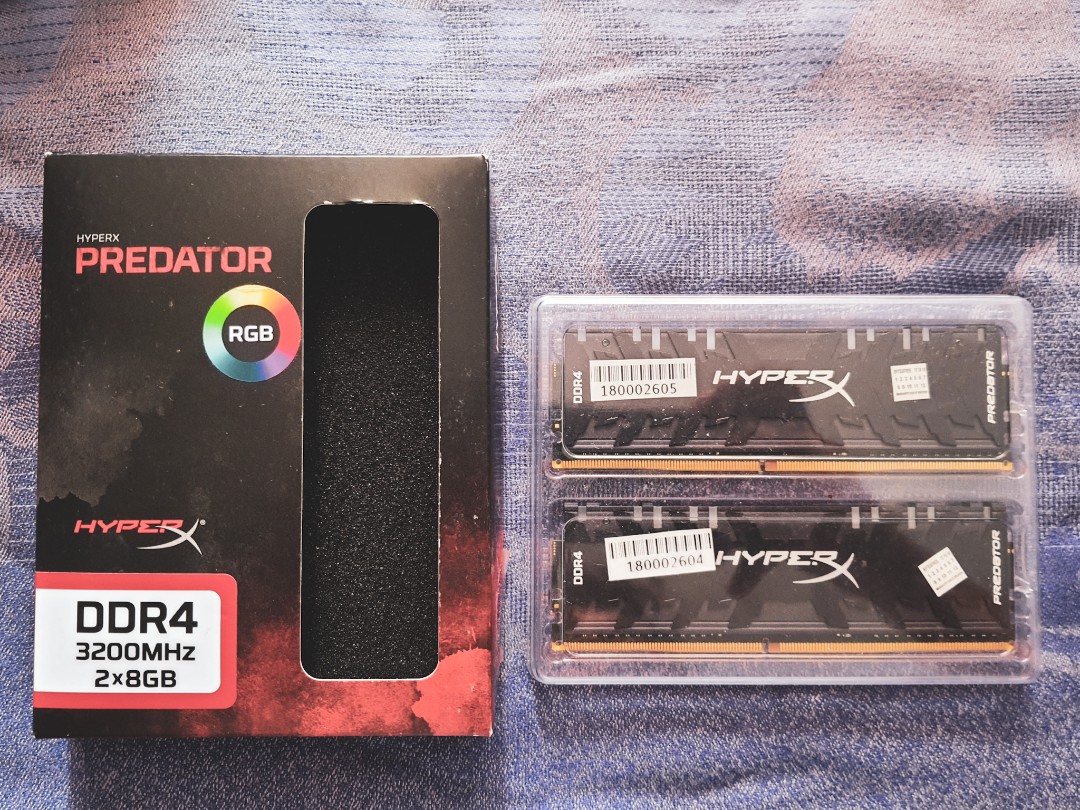 HYPERX
PREDATOR
RGB
HYPERX®
DDR4
3200MHz
2x8GB
DDR4
180002605
HYPERX
PREDATOR
DDR4
180002604
HYPERX
PREDATOR